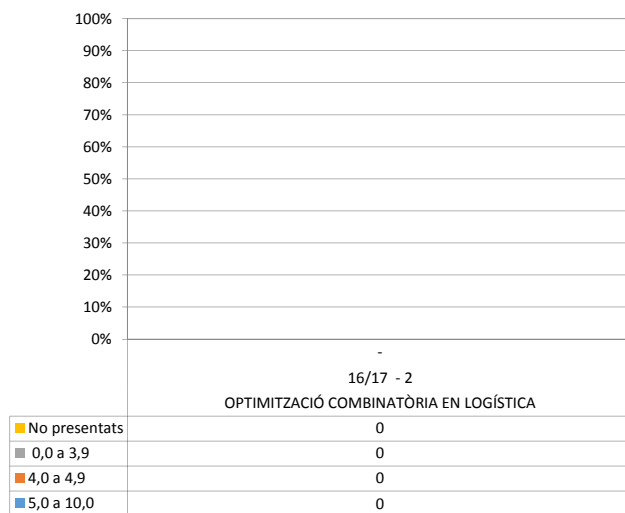 100%
90%
80%
70%
60%
50%
40%
30%
20%
10%
0%
-
16/17 - 2
OPTIMITZACIÓ COMBINATÒRIA EN LOGÍSTICA
No presentats 0
0,0 a 3,9 0
4,0 a 4,9 0
5,0 a 10,0 0